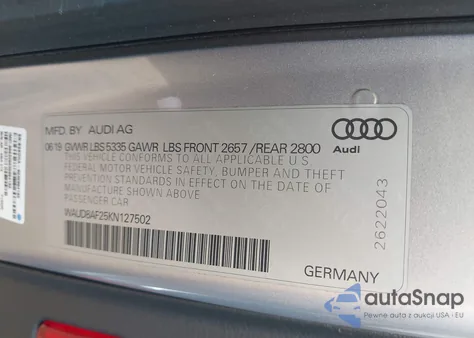 MFD. BY AUDI AG
06 19 GVWR LBS 5335 GAWR LBS FRONT 2657 / REAR 2800
THIS VEHICLE CONFORMS TO ALL APPLICABLE U.S.
FEDERAL MOTOR VEHICLE SAFETY, BUMPER AND THEFT
PREVENTION STANDARDS IN EFFECT ON THE DATE OF
MANUFACTURE SHOWN ABOVE.
PASSENGER CAR
WAUD8AF25KN127502
Audi
2622043
GERMANY
autoSnap
Pewne auta z aukcji USA - EU